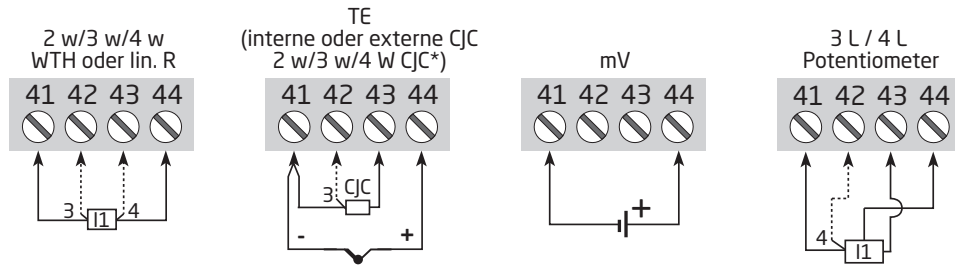 2 w/3 w/4 w
WTH oder lin. R
41 42 43 44
3 I1 4
TE
(interne oder externe CJC
2 w/3 w/4 W CJC*)
41 42 43 44
3 CJC
- +
mV
41 42 43 44
+
3 L / 4 L
Potentiometer
41 42 43 44
4 I1